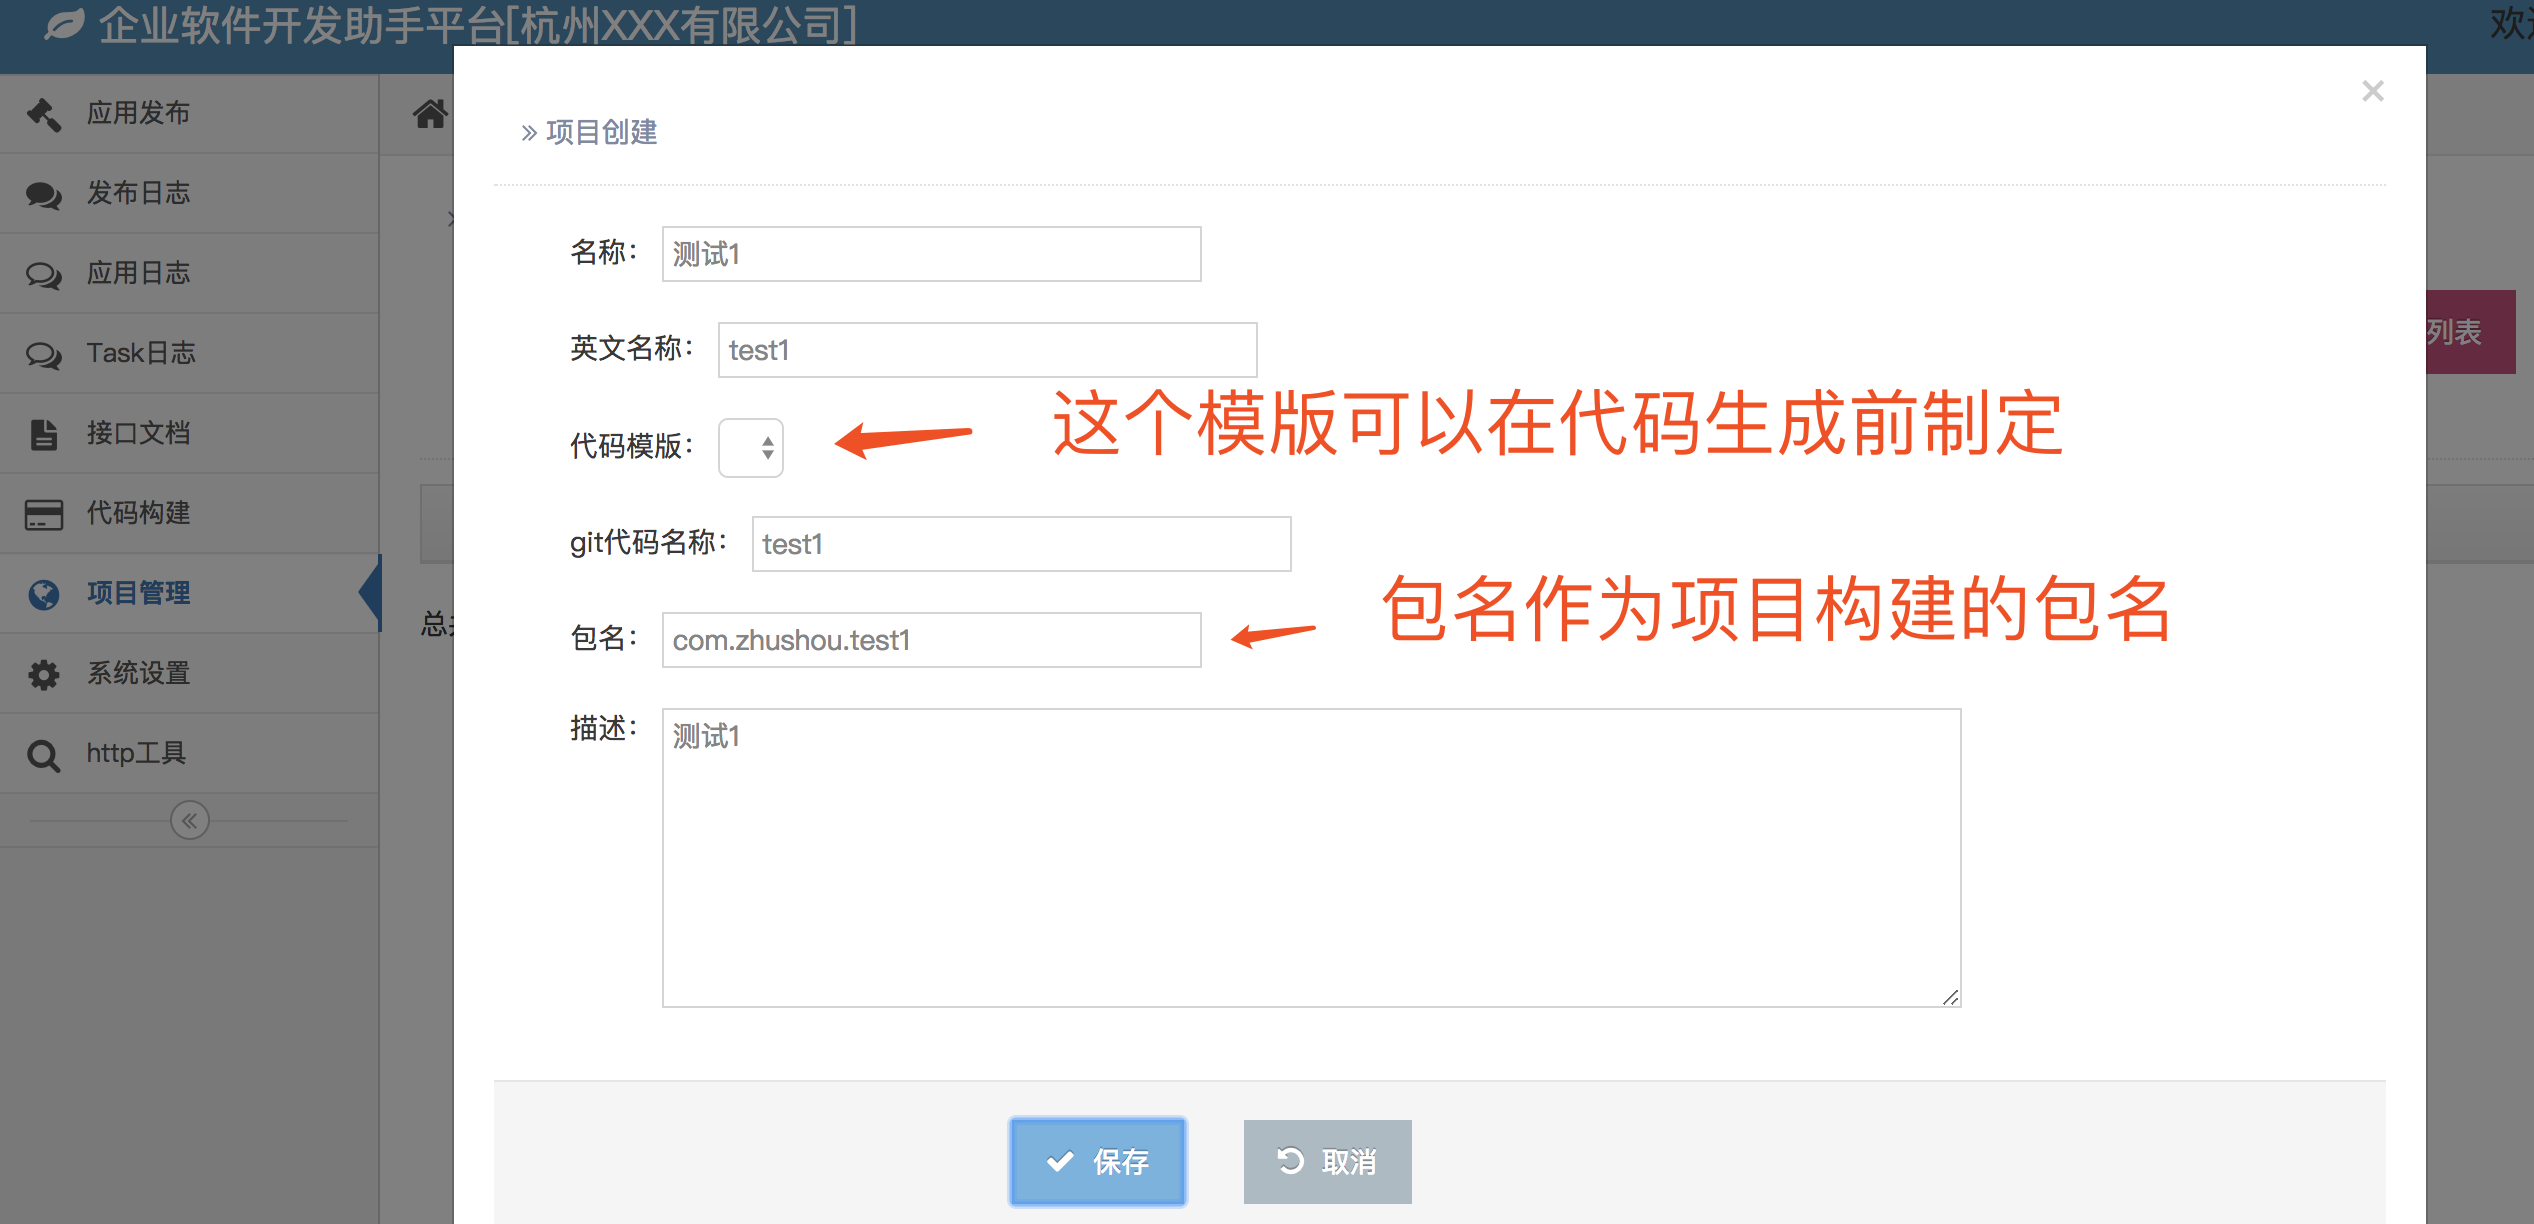 企业软件开发助手平台[杭州XXX有限公司]
欢
应用发布
发布日志
应用日志
Task日志
接口文档
代码构建
项目管理
系统设置
http工具
项目创建
名称：
测试1
英文名称：
test1
列表
代码模版：
这个模版可以在代码生成前制定
git代码名称：
test1
总
包名：
com.zhushou.test1
包名作为项目构建的包名
描述：
测试1
保存
取消